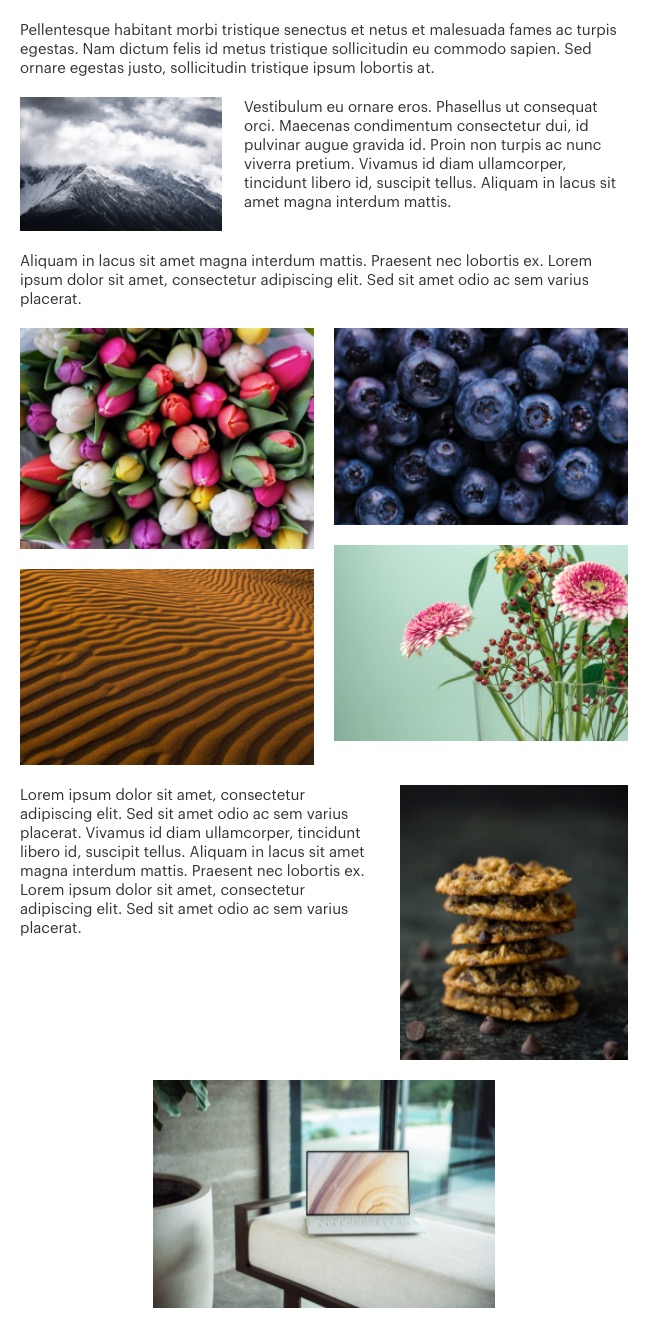 Pellentesque habitant morbi tristique senectus et netus et malesuada fames ac turpis
egestas. Nam dictum felis id metus tristique sollicitudin eu commodo sapien. Sed
ornare egestas justo, sollicitudin tristique ipsum lobortis at.
Vestibulum eu ornare eros. Phasellus ut consequat
orci. Maecenas condimentum consectetur dui, id
pulvinar augue gravida id. Proin non turpis ac nunc
viverra pretium. Vivamus id diam ullamcorper,
tincidunt libero id, suscipit tellus. Aliquam in lacus sit
amet magna interdum mattis.
Aliquam in lacus sit amet magna interdum mattis. Praesent nec lobortis ex. Lorem
ipsum dolor sit amet, consectetur adipiscing elit. Sed sit amet odio ac sem varius
placerat.
Lorem ipsum dolor sit amet, consectetur
adipiscing elit. Sed sit amet odio ac sem varius
placerat. Vivamus id diam ullamcorper, tincidunt
libero id, suscipit tellus. Aliquam in lacus sit amet
magna interdum mattis. Praesent nec lobortis ex.
Lorem ipsum dolor sit amet, consectetur
adipiscing elit. Sed sit amet odio ac sem varius
placerat.